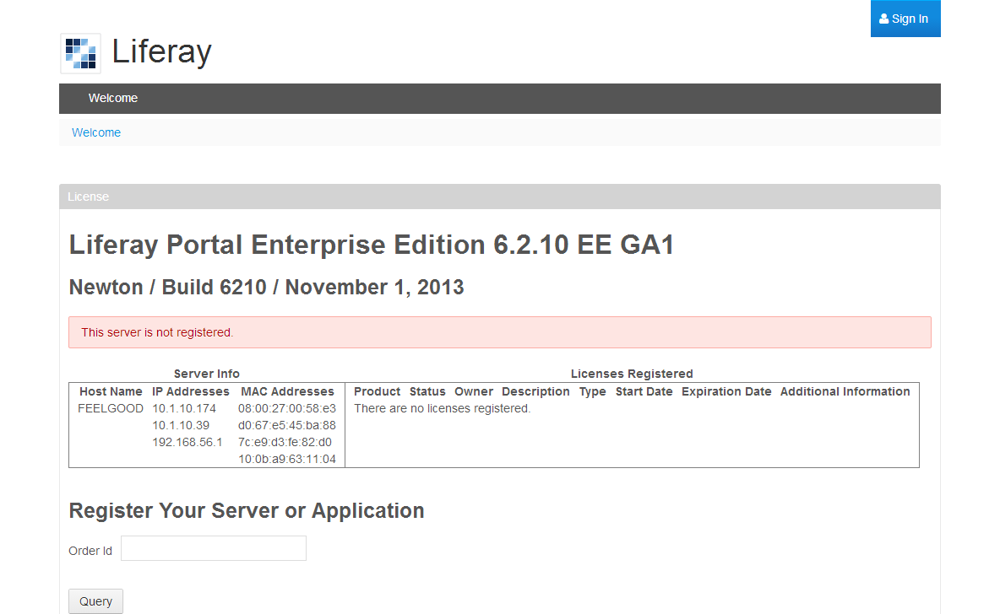 Sign In
Liferay
Welcome
Welcome
License
Liferay Portal Enterprise Edition 6.2.10 EE GA1
Newton / Build 6210 / November 1, 2013
This server is not registered.
Server Info
Licenses Registered
Host Name IP Addresses MAC Addresses Product Status Owner Description Type Start Date Expiration Date Additional Information
FEELGOOD 10.1.10.174 08:00:27:00:58:e3 There are no licenses registered.
10.1.10.39 d0:67:e5:45:ba:88
192.168.56.1 7c:e9:d3:fe:82:d0
10:0b:a9:63:11:04
Register Your Server or Application
Order Id
Query